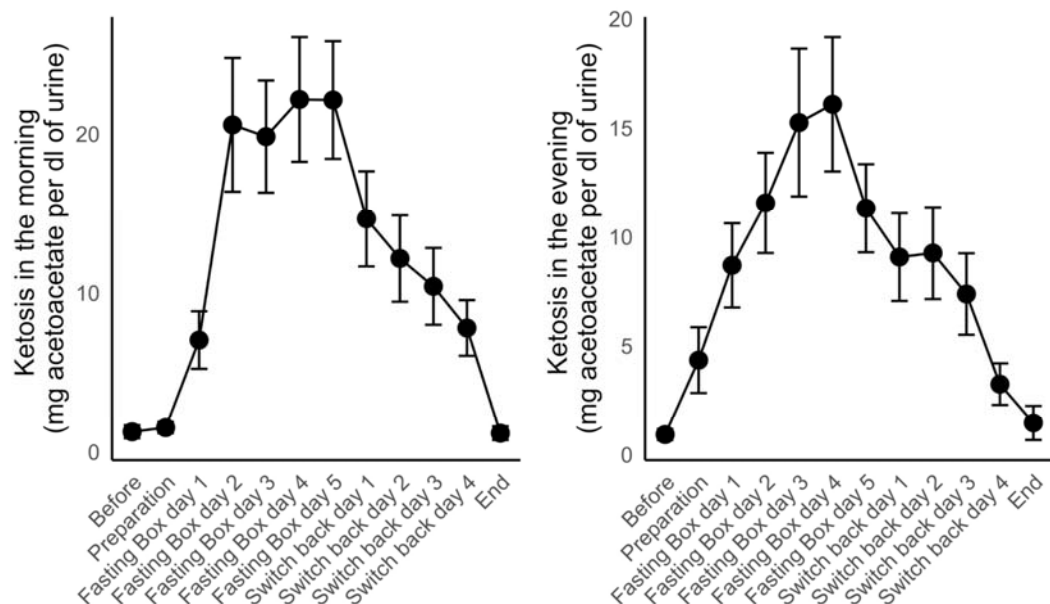 Ketosis in the morning
(mg acetoacetate per dl of urine)
20
10
0
Before
Preparation
Fasting Box day 1
Fasting Box day 2
Fasting Box day 3
Fasting Box day 4
Fasting Box day 5
Switch back day 1
Switch back day 2
Switch back day 3
Switch back day 4
End
Ketosis in the evening
(mg acetoacetate per dl of urine)
20
15
10
5
0
Before
Preparation
Fasting Box day 1
Fasting Box day 2
Fasting Box day 3
Fasting Box day 4
Fasting Box day 5
Switch back day 1
Switch back day 2
Switch back day 3
Switch back day 4
End